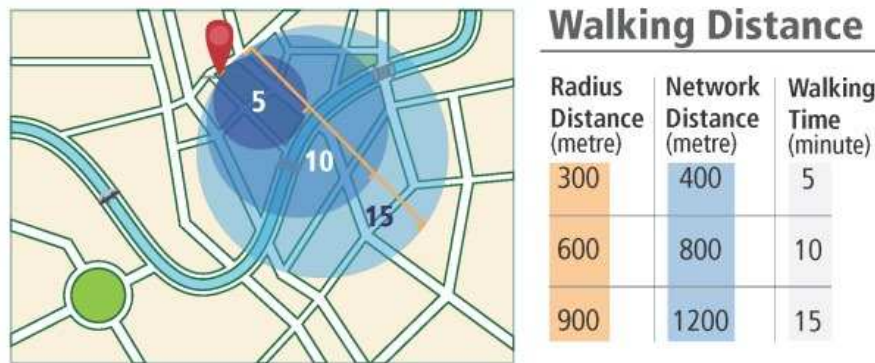 5
10
15
Walking Distance
Radius Distance (metre) Network Distance (metre) Walking Time (minute)
300 400 5
600 800 10
900 1200 15